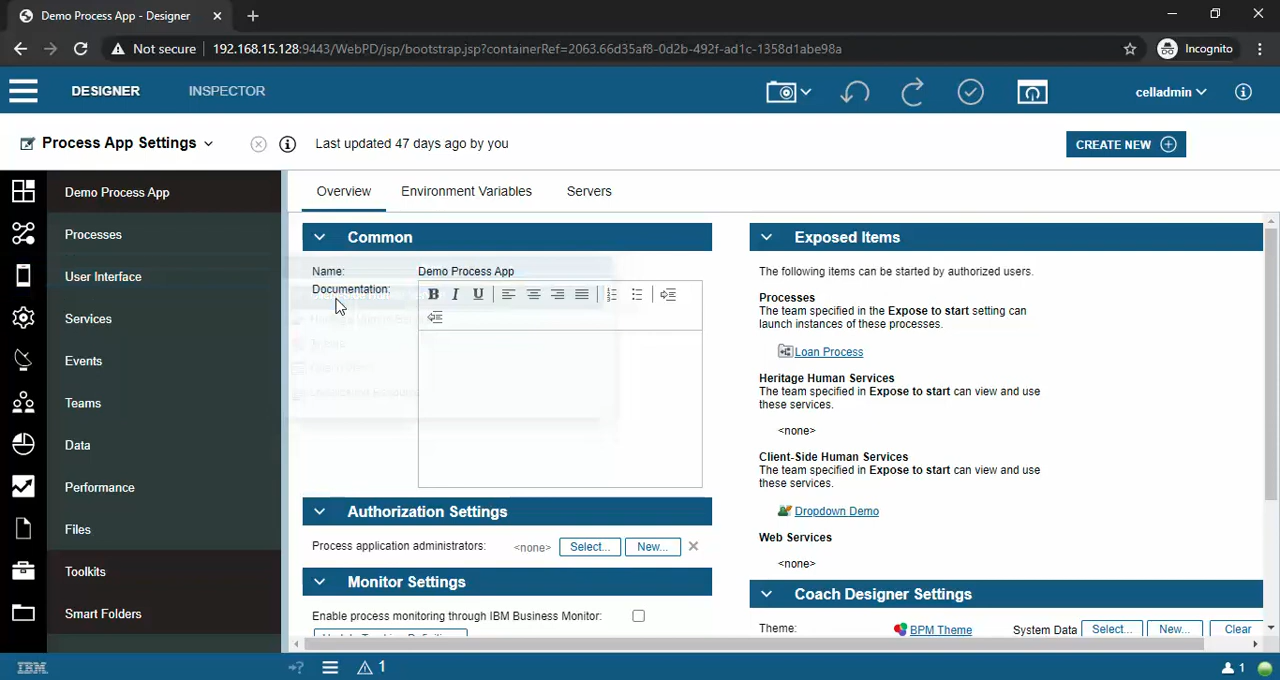 Demo Process App - Designer
Not secure 192.168.15.128:9443/WebPD/jsp/bootstrap.jsp?containerRef=2063.66d35af8-0d2b-492f-ad1c-1358d1abe98a Incognito
DESIGNER INSPECTOR celladmin
Process App Settings Last updated 47 days ago by you CREATE NEW
Demo Process App
Processes
User Interface
Services
Events
Teams
Data
Performance
Files
Toolkits
Smart Folders
Overview Environment Variables Servers
Common
Name: Demo Process App
Documentation:
B I U
Authorization Settings
Process application administrators: <none> Select... New...
Monitor Settings
Enable process monitoring through IBM Business Monitor:
Exposed Items
The following items can be started by authorized users.
Processes
The team specified in the Expose to start setting can
launch instances of these processes.
Loan Process
Heritage Human Services
The team specified in Expose to start can view and use
these services.
<none>
Client-Side Human Services
The team specified in Expose to start can view and use
these services.
Dropdown Demo
Web Services
<none>
Coach Designer Settings
Theme: BPM Theme System Data Select... New... Clear
IBM 1 1